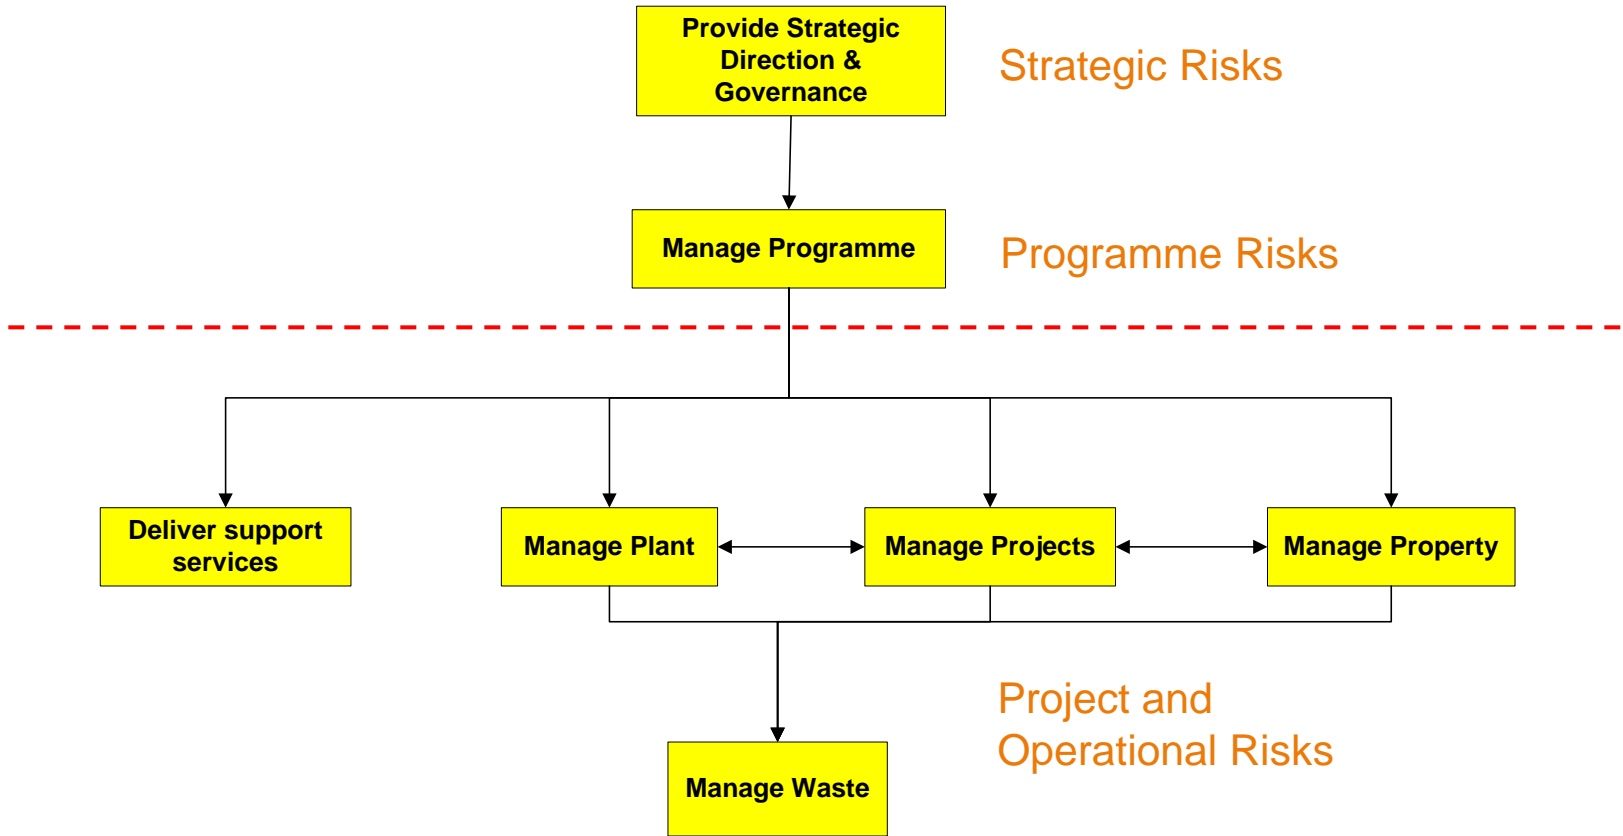 Provide Strategic
Direction &
Governance
Strategic Risks
Manage Programme
Programme Risks
Deliver support
services
Manage Plant
Manage Projects
Manage Property
Project and
Operational Risks
Manage Waste